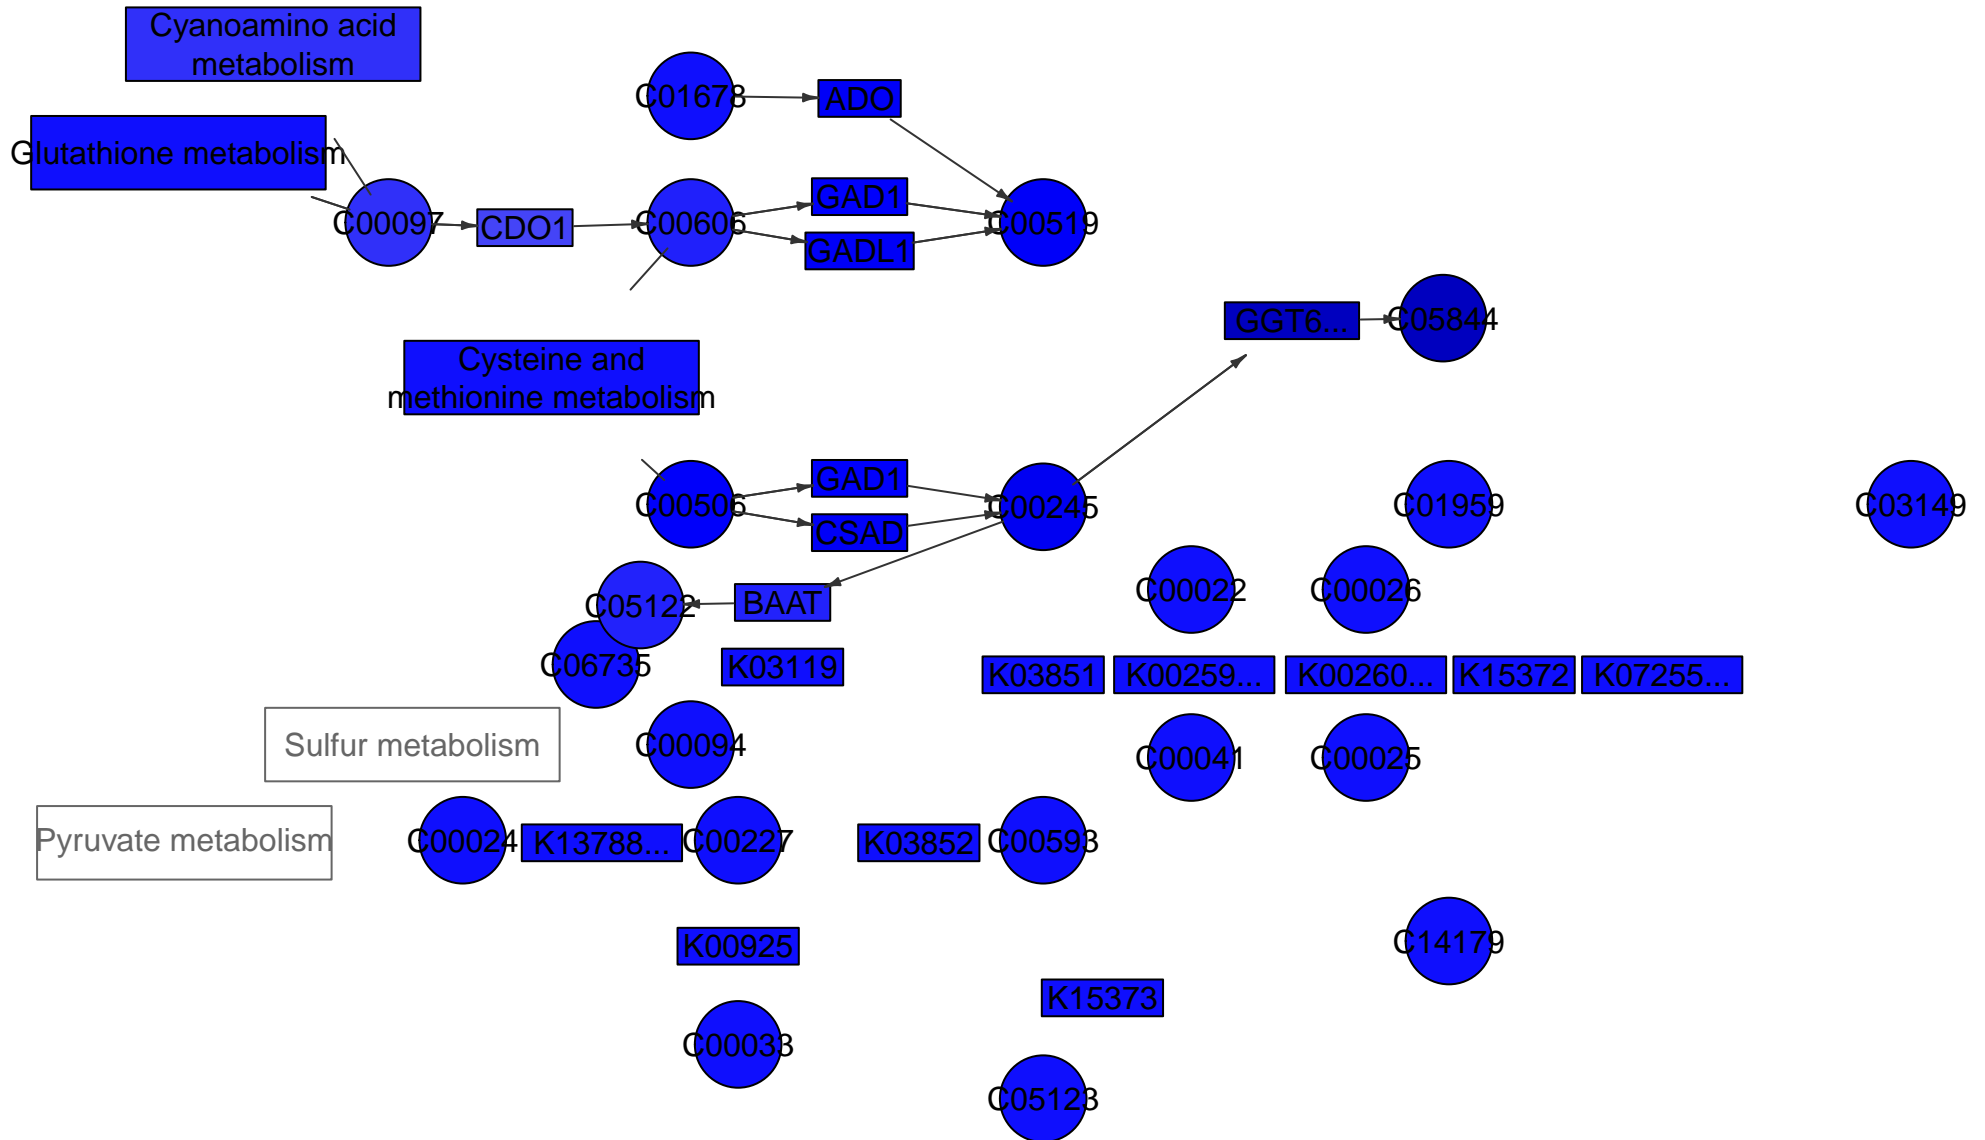 Cyanoamino acid
metabolism
C01678
ADO
Glutathione metabolism
C00097
CDO1
C00606
GAD1
GADL1
C00519
GGT6...
C05844
Cysteine and
methionine metabolism
C00506
GAD1
CSAD
C00245
C01959
C03149
C05122
BAAT
C00022
C00026
C06735
K03119
K03851
K00259...
K00260...
K15372
K07255...
Sulfur metabolism
C00094
C00041
C00025
Pyruvate metabolism
C00024
K13788...
C00227
K03852
C00593
K00925
C14179
K15373
C00033
C05123